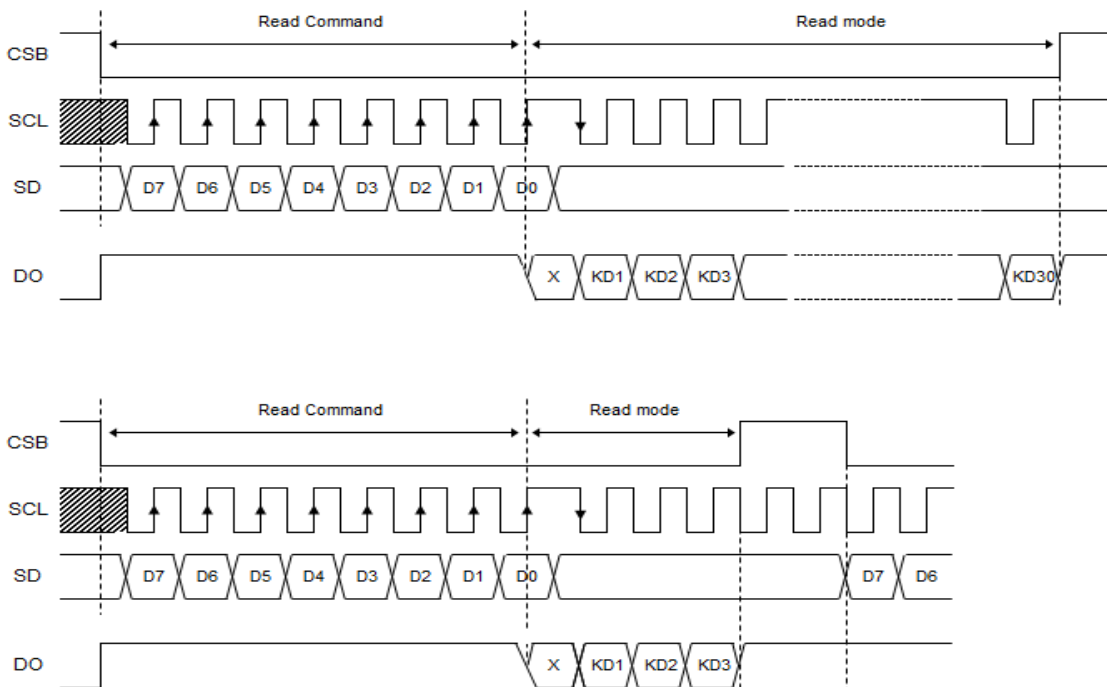 Read Command Read mode
CSB
SCL
SD D7 D6 D5 D4 D3 D2 D1 D0
DO X KD1 KD2 KD3 KD30
Read Command Read mode
CSB
SCL
SD D7 D6 D5 D4 D3 D2 D1 D0 D7 D6
DO X KD1 KD2 KD3